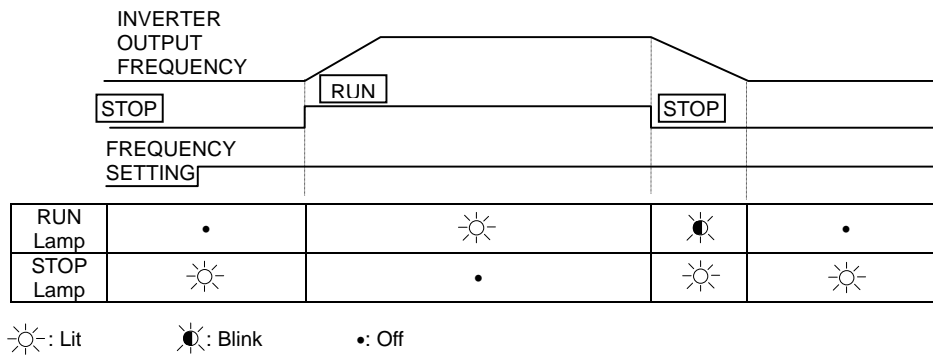 INVERTER
OUTPUT
FREQUENCY
RUN
STOP
STOP
FREQUENCY
SETTING
RUN
Lamp
STOP
Lamp
: Lit
: Blink
•: Off